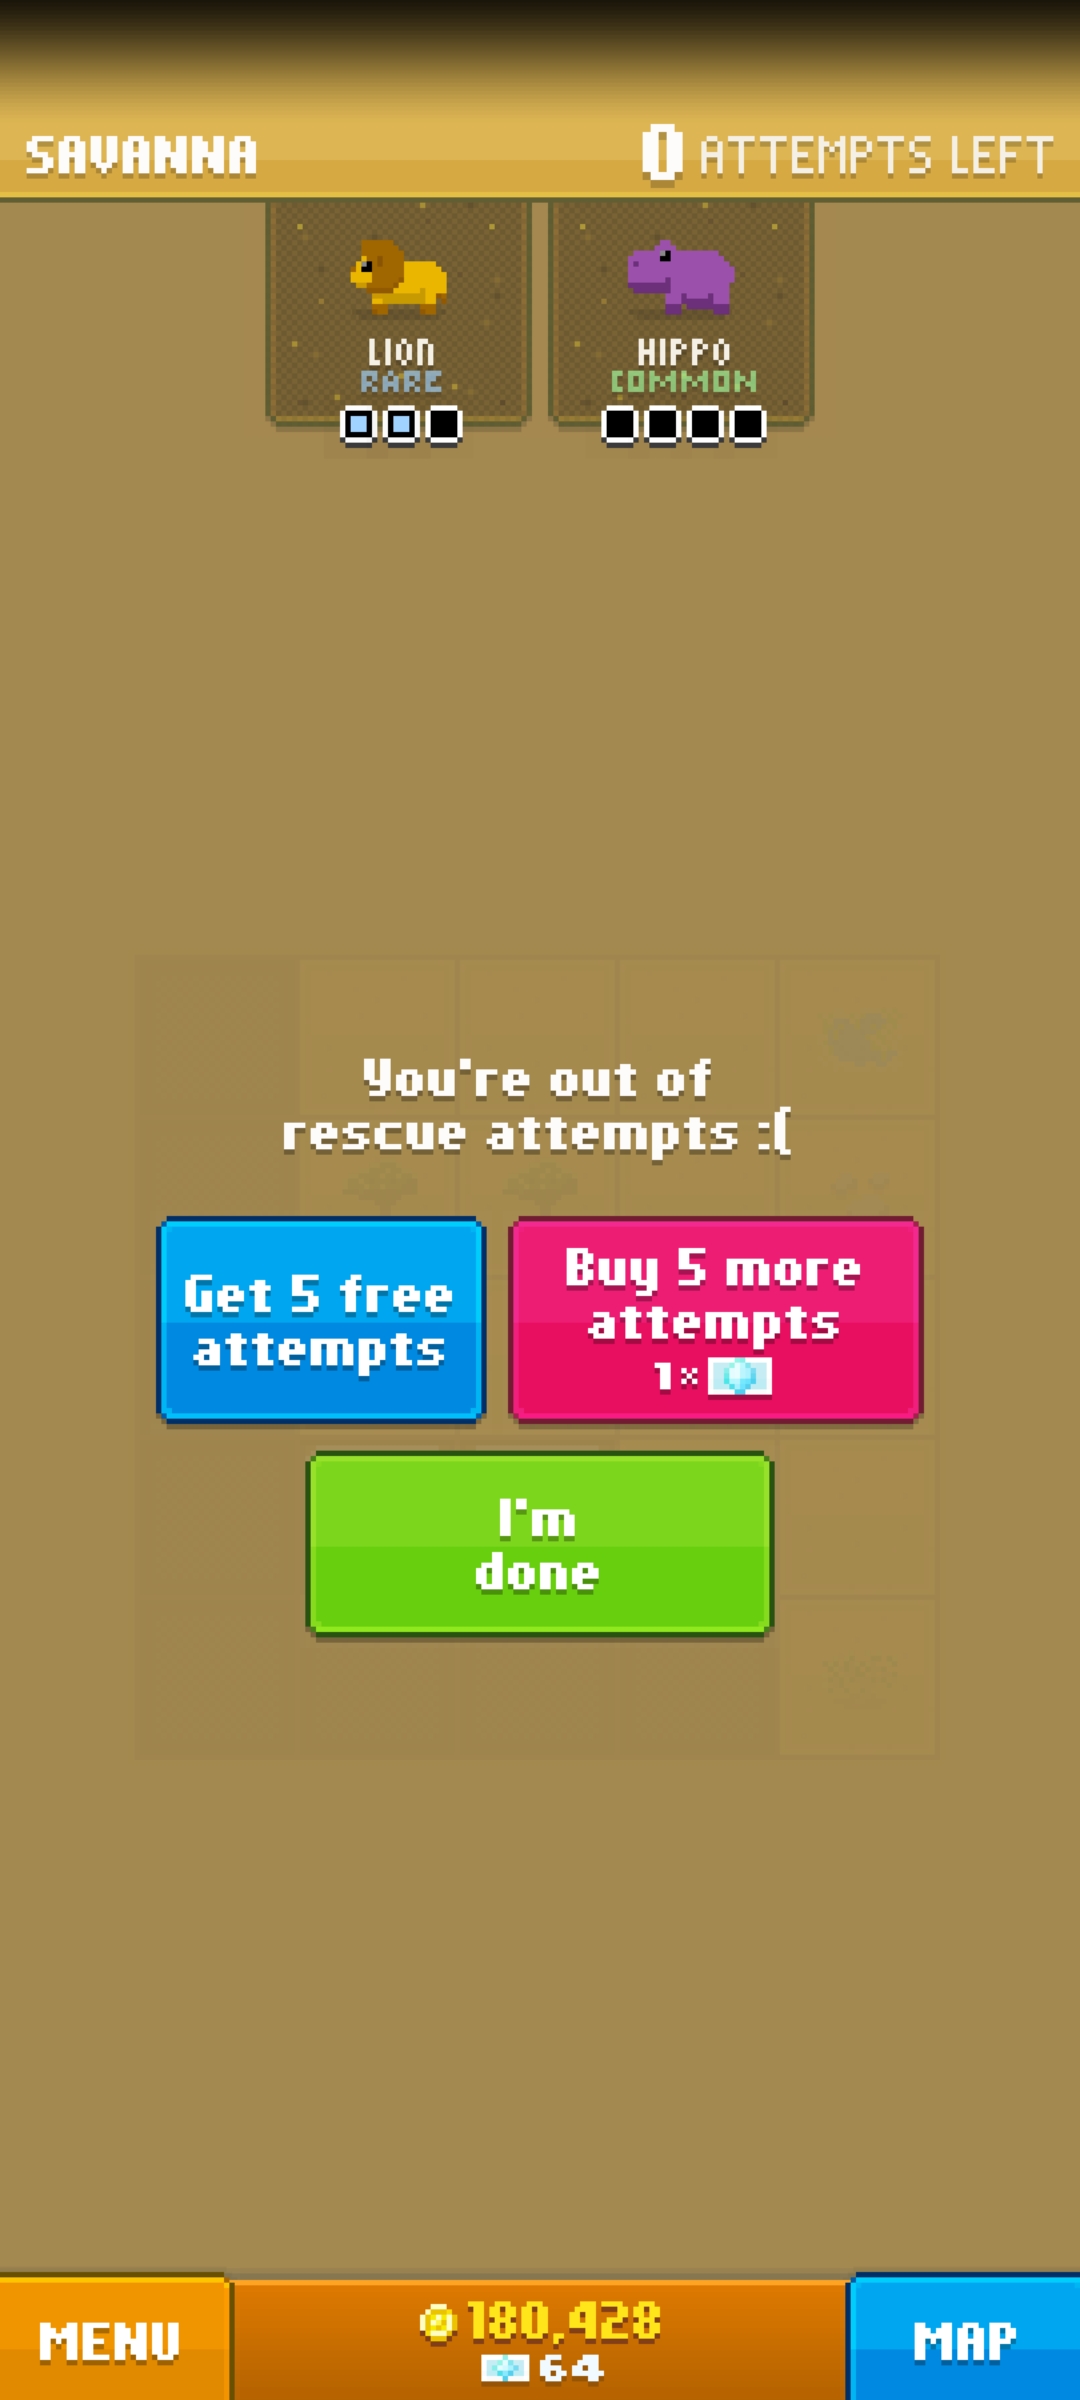 SAVANNA
0 ATTEMPTS LEFT
LION
RARE
HIPPO
COMMON
You're out of
rescue attempts :(
Get 5 free
attempts
Buy 5 more
attempts
1×
I'm
done
MENU
180,428
64
MAP